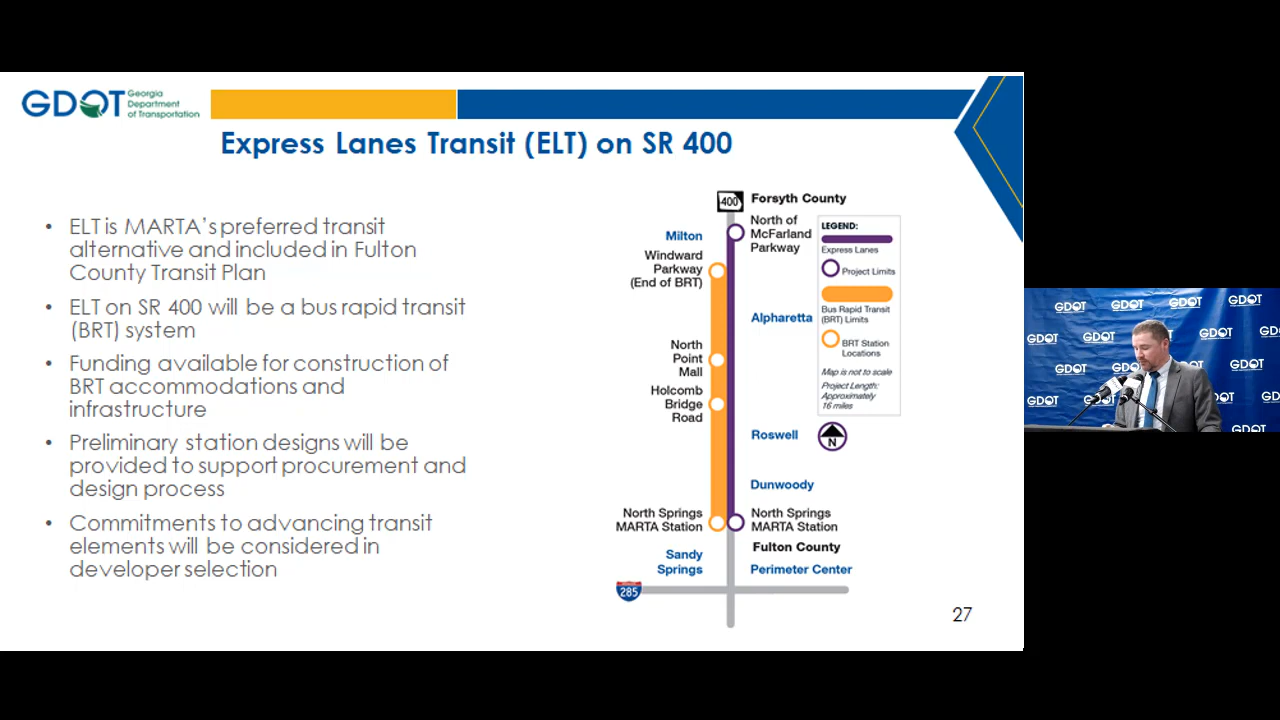 GDOT
Georgia
Department
of Transportation
Express Lanes Transit (ELT) on SR 400
• ELT is MARTA's preferred transit
alternative and included in Fulton
County Transit Plan
• ELT on SR 400 will be a bus rapid transit
(BRT) system
• Funding available for construction of
BRT accommodations and
infrastructure
• Preliminary station designs will be
provided to support procurement and
design process
• Commitments to advancing transit
elements will be considered in
developer selection
400
Forsyth County
North of
McFarland
Parkway
Milton
Windward
Parkway
(End of BRT)
Alpharetta
North
Point
Mall
Holcomb
Bridge
Road
Roswell
Dunwoody
North Springs
MARTA Station
North Springs
MARTA Station
Fulton County
Sandy
Springs
Perimeter Center
285
LEGEND:
Express Lanes
Project Limits
Bus Rapid Transit
(BRT) Limits
BRT Station
Locations
Map is not to scale
Project Length:
Approximately
16 miles
N
27
GDOT
GDOT
GDOT
GDOT
GDOT
GDOT
GDOT
GDOT
GDOT
GDOT
GDOT
GDOT